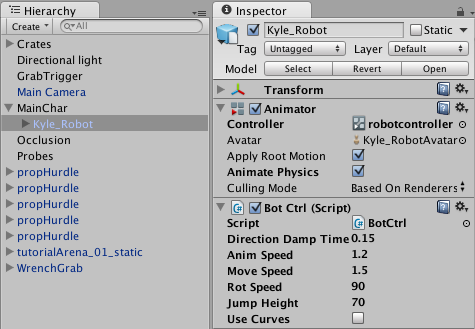 Hierarchy
Create
All
Crates
Directional light
GrabTrigger
Main Camera
MainChar
Kyle_Robot
Occlusion
Probes
propHurdle
propHurdle
propHurdle
propHurdle
propHurdle
tutorialArena_01_static
WrenchGrab
Inspector
Kyle_Robot
Static
Tag Untagged Layer Default
Model Select Revert Open
Transform
Animator
Controller robotcontroller
Avatar Kyle_RobotAvatar
Apply Root Motion
Animate Physics
Culling Mode Based On Renderers
Bot Ctrl (Script)
Script BotCtrl
Direction Damp Time 0.15
Anim Speed 1.2
Move Speed 1.5
Rot Speed 90
Jump Height 70
Use Curves